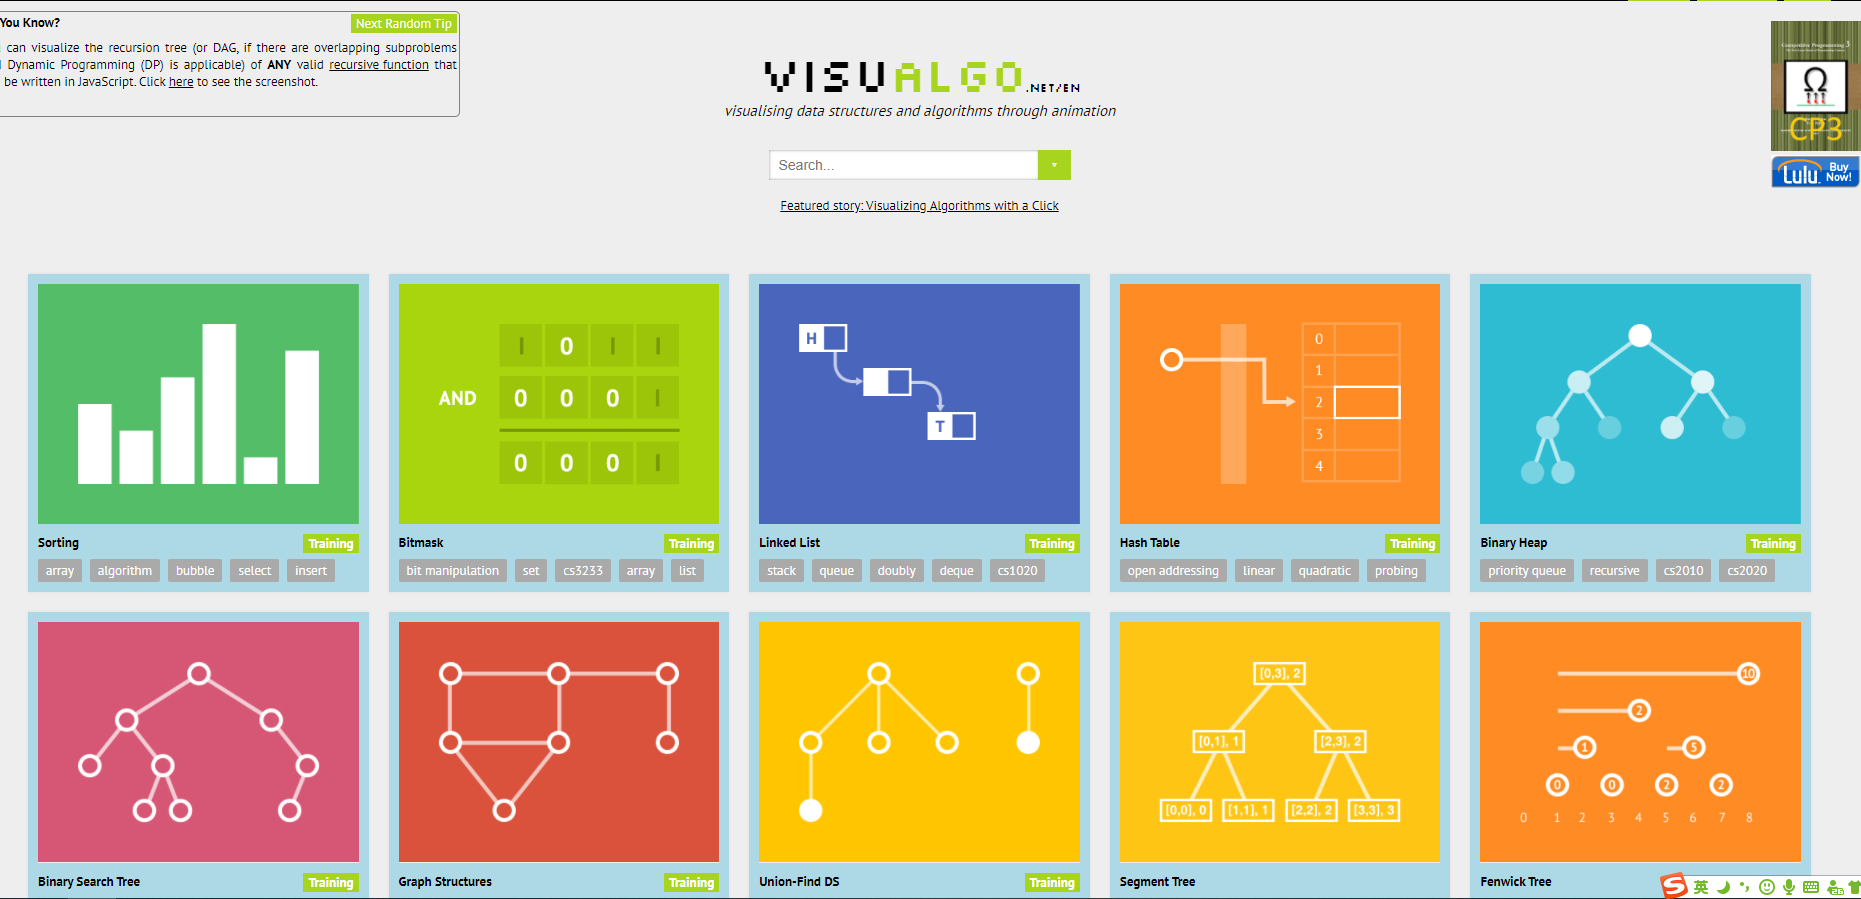 You Know?
Next Random Tip
can visualize the recursion tree (or DAG, if there are overlapping subproblems
Dynamic Programming (DP) is applicable) of ANY valid recursive function that
be written in JavaScript. Click here to see the screenshot.
VISUALGO.NET/EN
visualising data structures and algorithms through animation
Search...
Featured story: Visualizing Algorithms with a Click
Competitive Programming 3
CP3
Lulu Buy Now!
AND
1 0 1 1
0 0 0 1
0 0 0 1
H
T
0
1
2
3
4
Sorting Training
array algorithm bubble select insert
Bitmask Training
bit manipulation set cs3233 array list
Linked List Training
stack queue doubly deque cs1020
Hash Table Training
open addressing linear quadratic probing
Binary Heap Training
priority queue recursive cs2010 cs2020
[0,3], 2
[0,1], 1 [2,3], 2
[0,0], 0 [1,1], 1 [2,2], 2 [3,3], 3
10
2
1 5
0 0 2 2
0 1 2 3 4 5 6 7 8
Binary Search Tree Training
Graph Structures Training
Union-Find DS Training
Segment Tree
Fenwick Tree
S 英